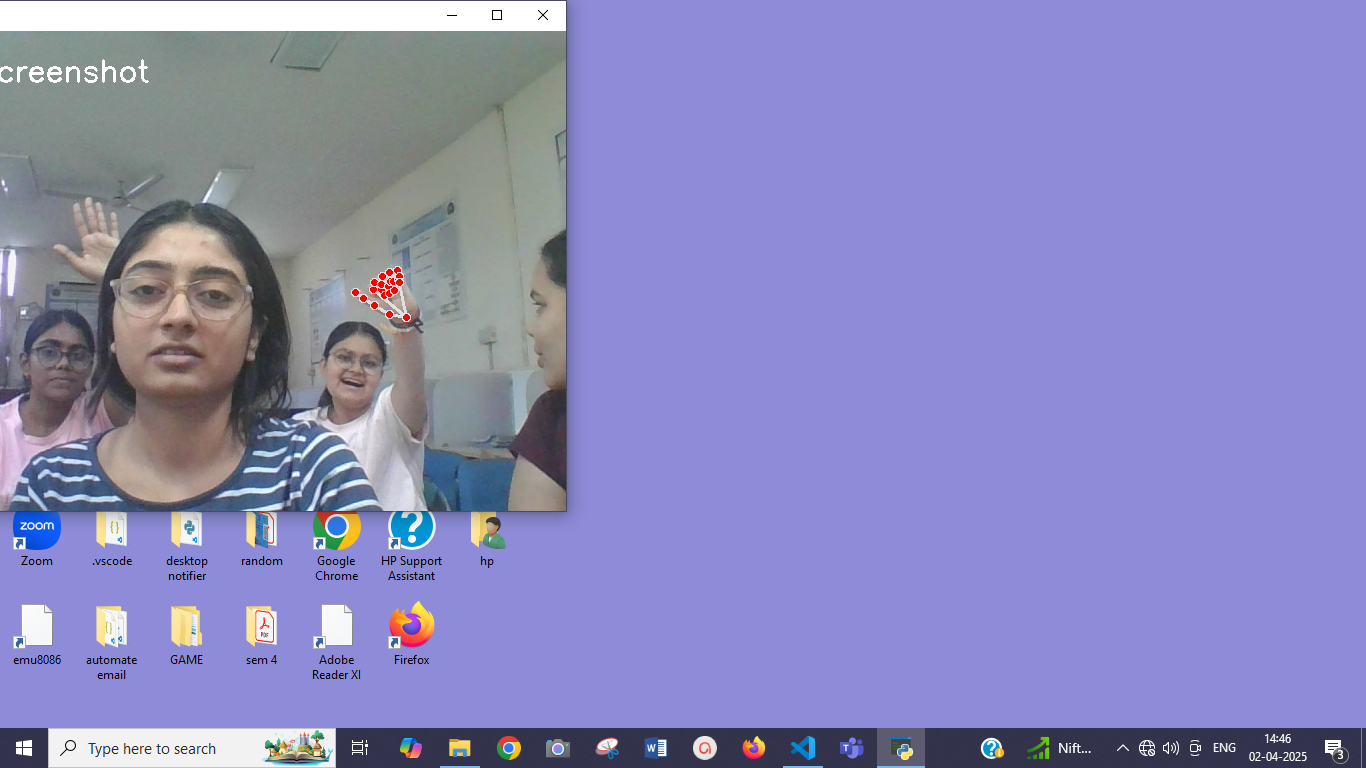 creenshot
zoom
Zoom
.vscode
desktop
notifier
random
Google
Chrome
HP Support
Assistant
hp
emu8086
automate
email
GAME
PDF
sem 4
Adobe
Reader XI
Firefox
Type here to search
Nift...
ENG
14:46
02-04-2025
3